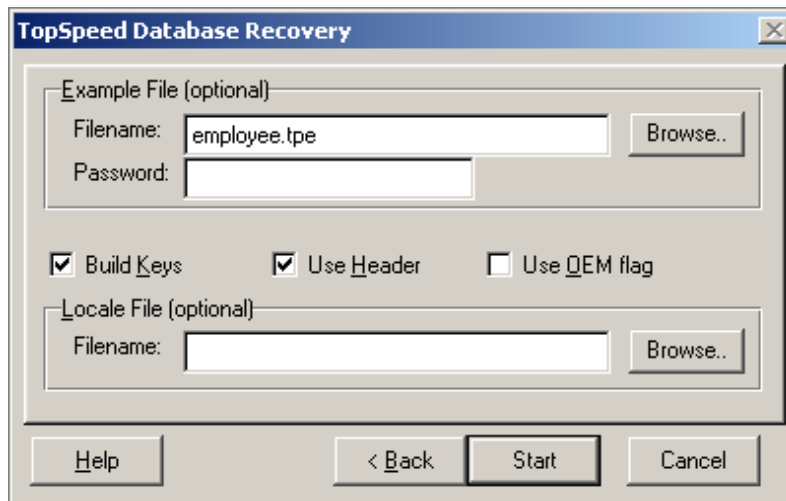 TopSpeed Database Recovery
Example File (optional)
Filename: employee.tpe Browse..
Password:
Build Keys Use Header Use OEM flag
Locale File (optional)
Filename: Browse..
Help < Back Start Cancel